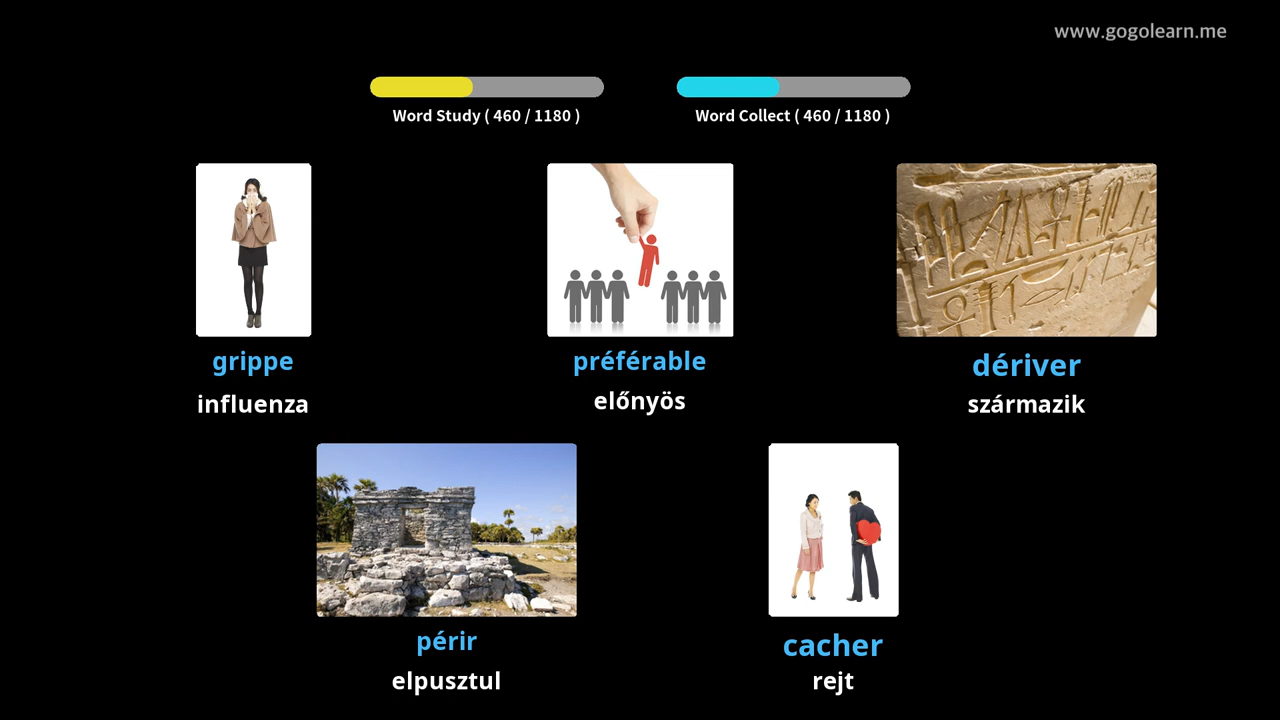 www.gogolearn.me
Word Study ( 460 / 1180 )
Word Collect ( 460 / 1180 )
grippe
influenza
préférable
előnyös
dériver
származik
périr
elpusztul
cacher
rejt